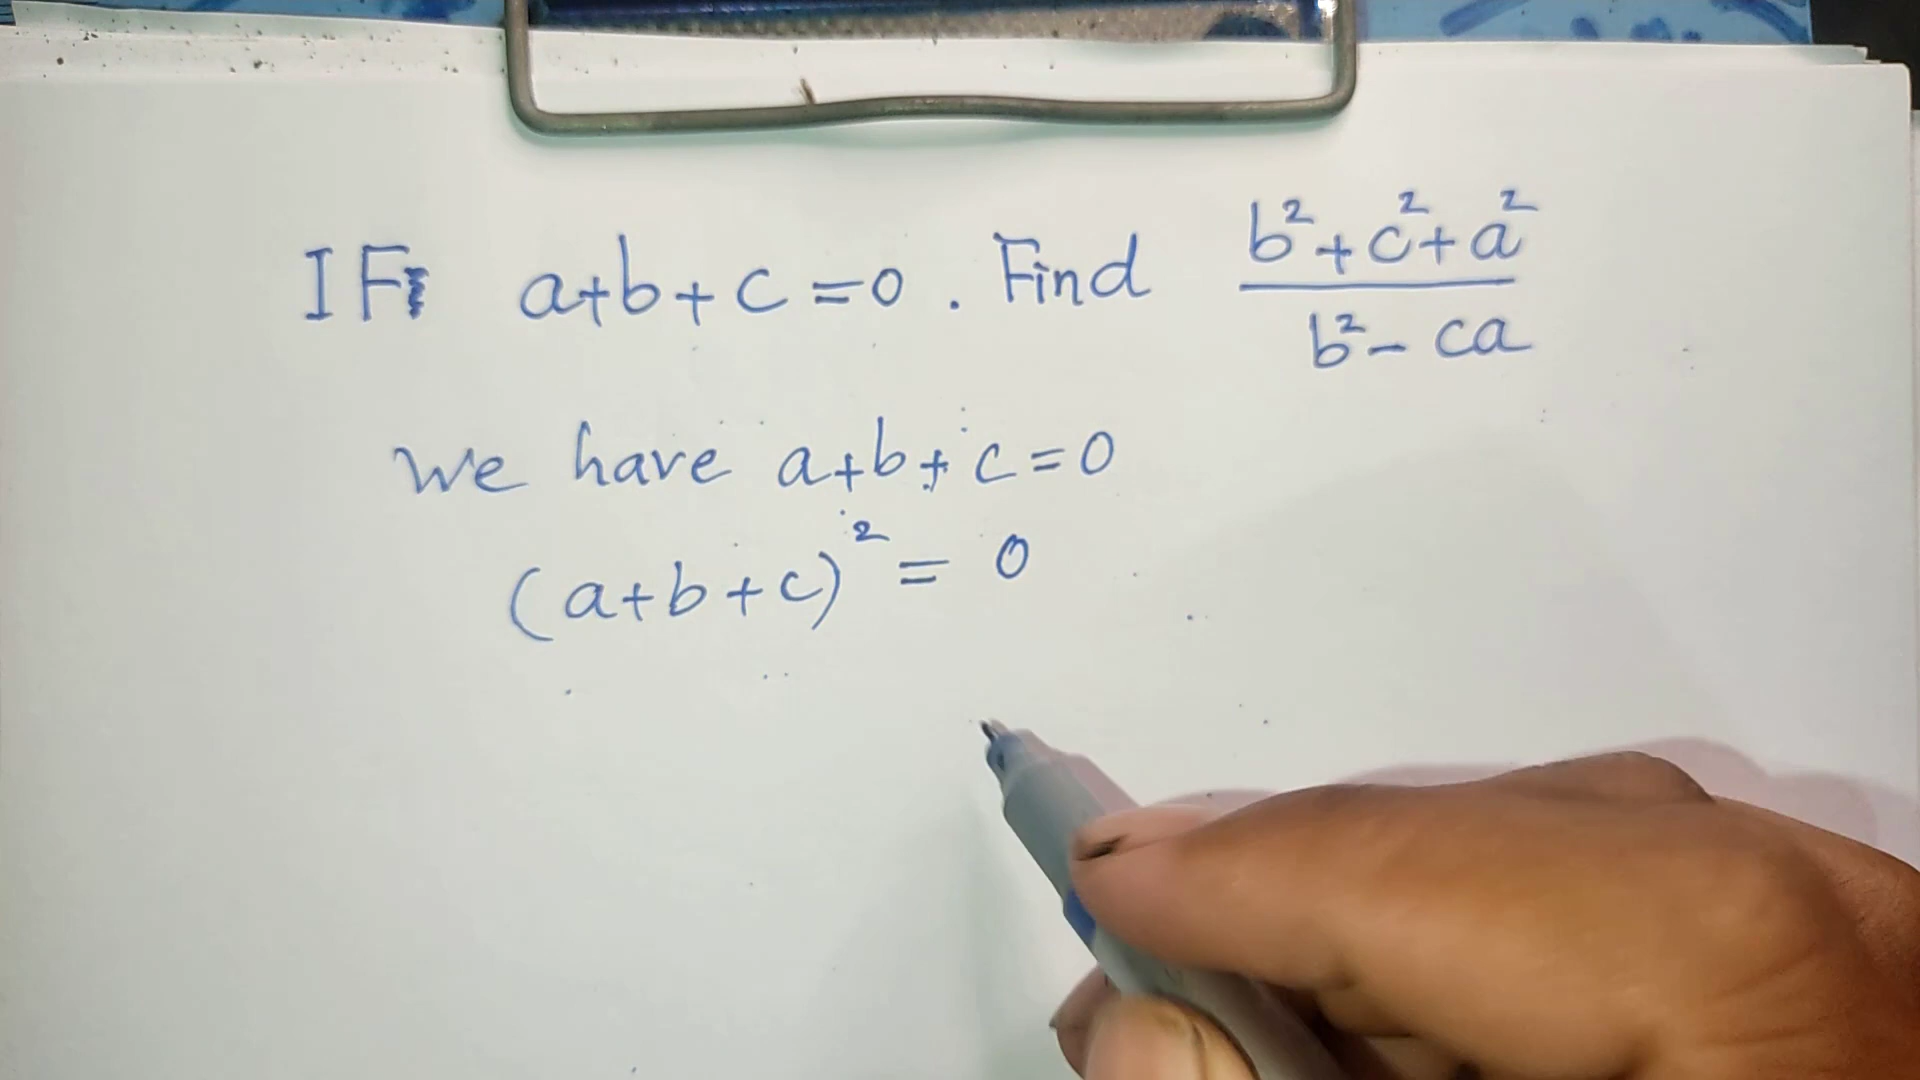 IF a+b+c=0. Find b²+c²+a² / b²-ca
we have a+b+c=0
(a+b+c)² = 0